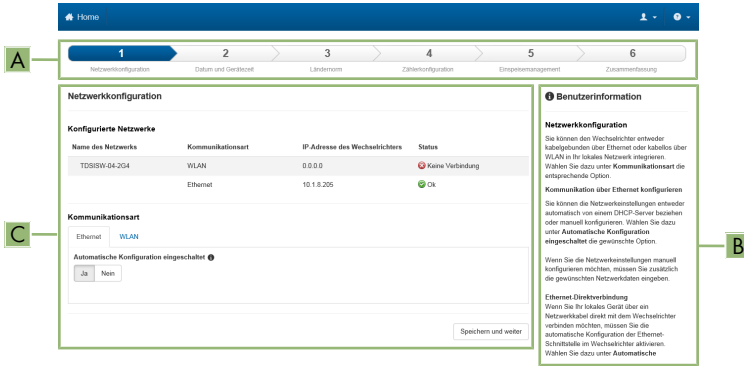 Home
1 2 3 4 5 6
Netzwerkkonfiguration Datum und Gerätezeit Ländernorm Zählerkonfiguration Einspeisemanagement Zusammenfassung
A
Netzwerkkonfiguration
Konfigurierte Netzwerke
Name des Netzwerks Kommunikationsart IP-Adresse des Wechselrichters Status
TDSISW-04-2G4 WLAN 0.0.0.0 Keine Verbindung
Ethernet 10.1.8.205 Ok
Kommunikationsart
Ethernet WLAN
Automatische Konfiguration eingeschaltet
Ja Nein
Speichern und weiter
C
Benutzerinformation
Netzwerkkonfiguration
Sie können den Wechselrichter entweder
kabelgebunden über Ethernet oder kabellos über
WLAN in Ihr lokales Netzwerk integrieren.
Wählen Sie dazu unter Kommunikationsart die
entsprechende Option.
Kommunikation über Ethernet konfigurieren
Sie können die Netzwerkeinstellungen entweder
automatisch von einem DHCP-Server beziehen
oder manuell konfigurieren. Wählen Sie dazu
unter Automatische Konfiguration
eingeschaltet die gewünschte Option.
Wenn Sie die Netzwerkeinstellungen manuell
konfigurieren möchten, müssen Sie zusätzlich
die gewünschten Netzwerkdaten eingeben.
Ethernet-Direktverbindung
Wenn Sie Ihr lokales Gerät über ein
Netzwerkkabel direkt mit dem Wechselrichter
verbinden möchten, müssen Sie die
automatische Konfiguration der Ethernet-
Schnittstelle im Wechselrichter aktivieren.
Wählen Sie dazu unter Automatische
B